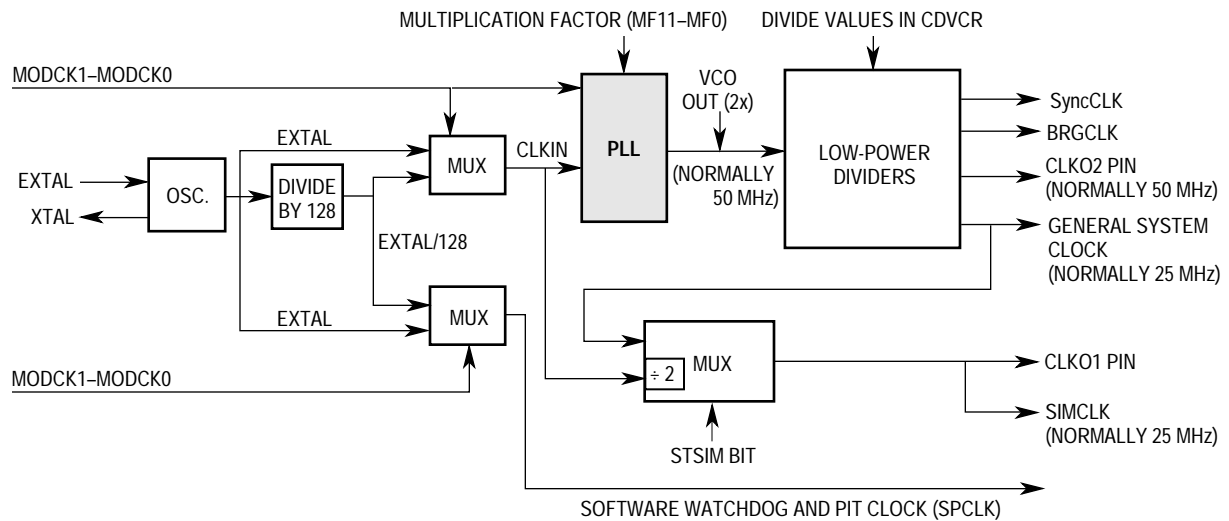 MULTIPLICATION FACTOR (MF11–MF0)
DIVIDE VALUES IN CDVCR
MODCK1–MODCK0
VCO
OUT (2x)
SyncCLK
EXTAL
CLKIN
PLL
BRGCLK
MUX
LOW-POWER
DIVIDERS
(NORMALLY
50 MHz)
CLKO2 PIN
(NORMALLY 50 MHz)
EXTAL
XTAL
OSC.
DIVIDE
BY 128
EXTAL/128
GENERAL SYSTEM
CLOCK
(NORMALLY 25 MHz)
EXTAL
MUX
÷ 2
MUX
CLKO1 PIN
MODCK1–MODCK0
SIMCLK
(NORMALLY 25 MHz)
STSIM BIT
SOFTWARE WATCHDOG AND PIT CLOCK (SPCLK)